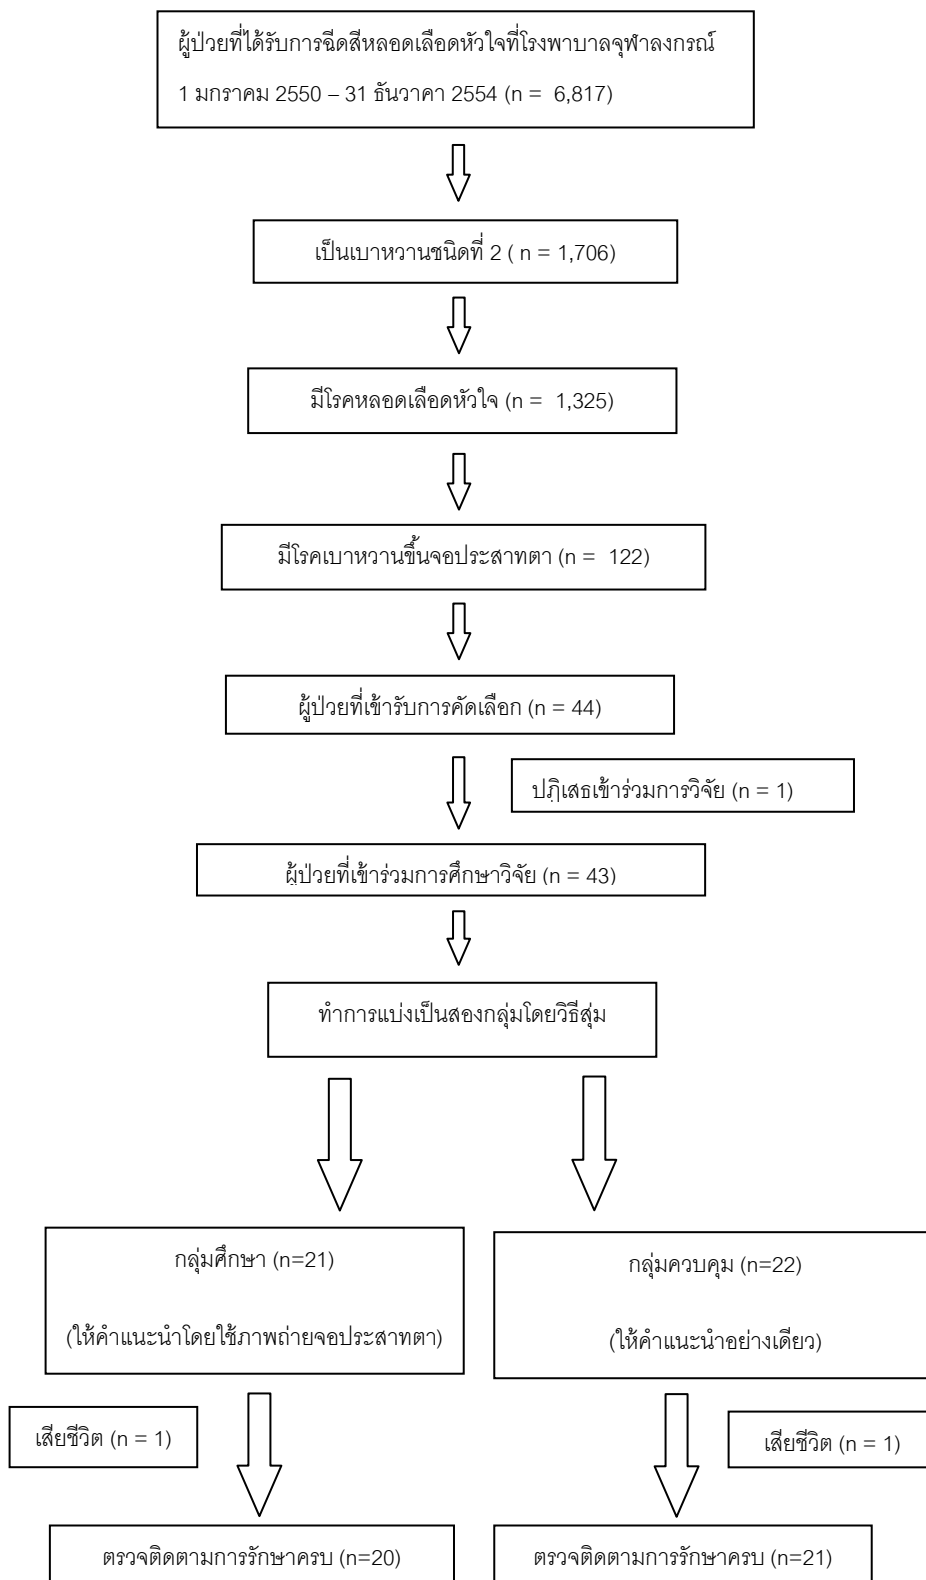 ผู้ป่วยที่ได้รับการฉีดสีหลอดเลือดหัวใจที่โรงพาบาลจุฬาลงกรณ์
1 มกราคม 2550 – 31 ธันวาคา 2554 (n = 6,817)
เป็นเบาหวานชนิดที่ 2 ( n = 1,706)
มีโรคหลอดเลือดหัวใจ (n = 1,325)
มีโรคเบาหวานขึ้นจอประสาทตา (n = 122)
ผู้ป่วยที่เข้ารับการคัดเลือก (n = 44)
ปฎิเสธเข้าร่วมการวิจัย (n = 1)
ผู้ป่วยที่เข้าร่วมการศึกษาวิจัย (n = 43)
ทำการแบ่งเป็นสองกลุ่มโดยวิธีสุ่ม
กลุ่มศึกษา (n=21)
(ให้คำแนะนำโดยใช้ภาพถ่ายจอประสาทตา)
กลุ่มควบคุม (n=22)
(ให้คำแนะนำอย่างเดียว)
เสียชีวิต (n = 1)
เสียชีวิต (n = 1)
ตรวจติดตามการรักษาครบ (n=20)
ตรวจติดตามการรักษาครบ (n=21)